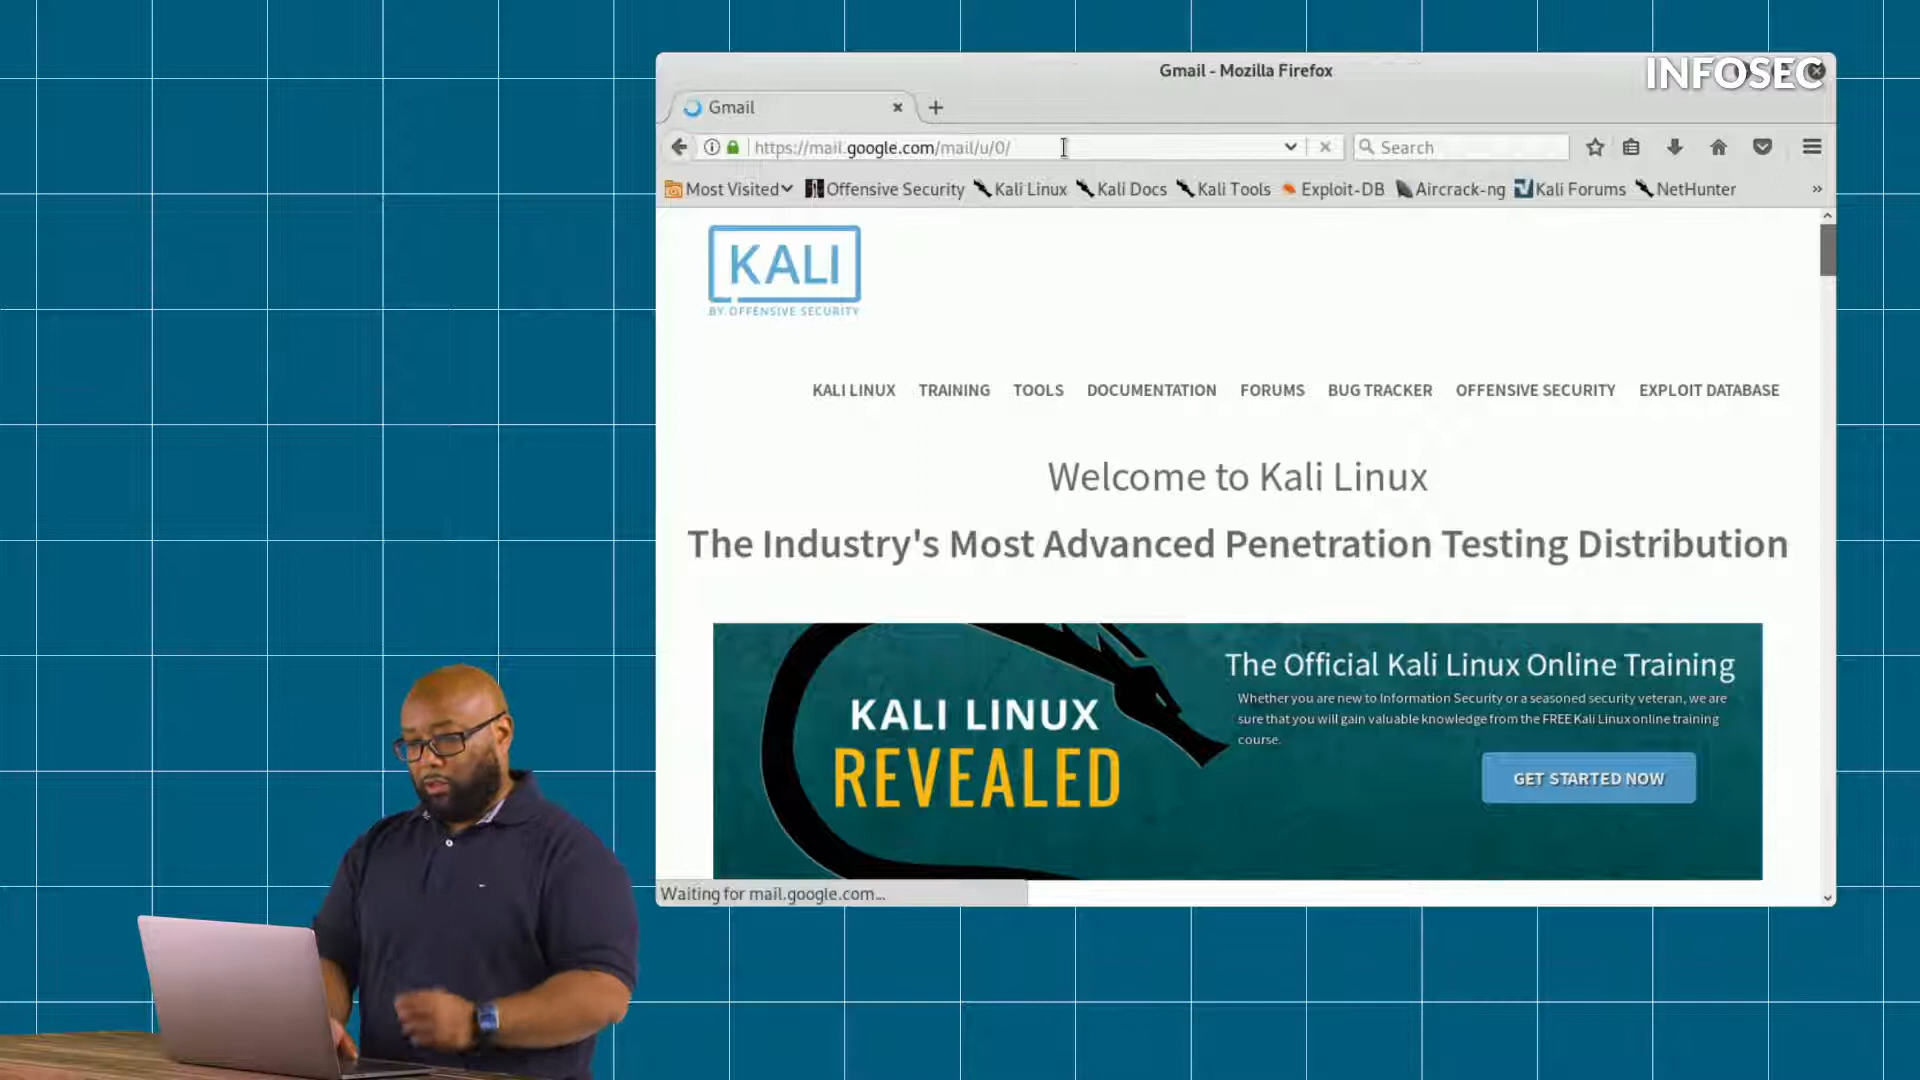 Gmail - Mozilla Firefox
INFOSEC
Gmail
https://mail.google.com/mail/u/0/
Search
Most Visited
Offensive Security
Kali Linux
Kali Docs
Kali Tools
Exploit-DB
Aircrack-ng
Kali Forums
NetHunter
KALI
BY OFFENSIVE SECURITY
KALI LINUX
TRAINING
TOOLS
DOCUMENTATION
FORUMS
BUG TRACKER
OFFENSIVE SECURITY
EXPLOIT DATABASE
Welcome to Kali Linux
The Industry's Most Advanced Penetration Testing Distribution
KALI LINUX
REVEALED
The Official Kali Linux Online Training
Whether you are new to Information Security or a seasoned security veteran, we are
sure that you will gain valuable knowledge from the FREE Kali Linux online training
course.
GET STARTED NOW
Waiting for mail.google.com...